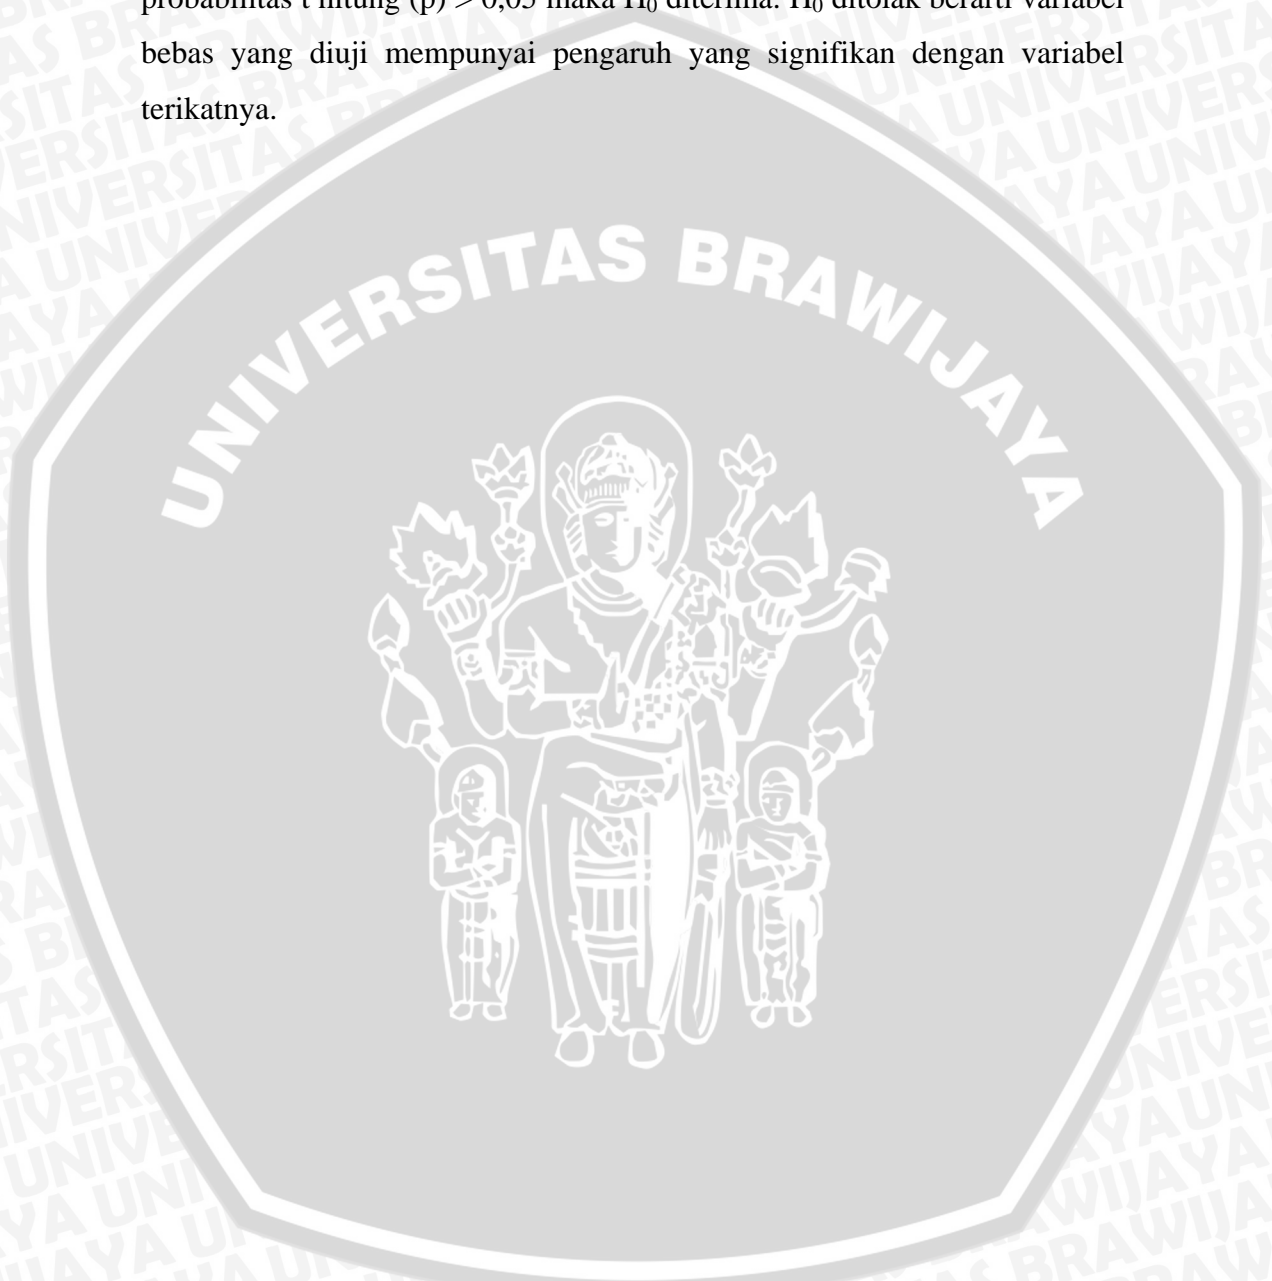 probabilitas t hitung (p) > 0,05 maka H₀ diterima. H₀ ditolak berarti variabel
bebas yang diuji mempunyai pengaruh yang signifikan dengan variabel
terikatnya.
UNIVERSITAS BRAWIJAYA